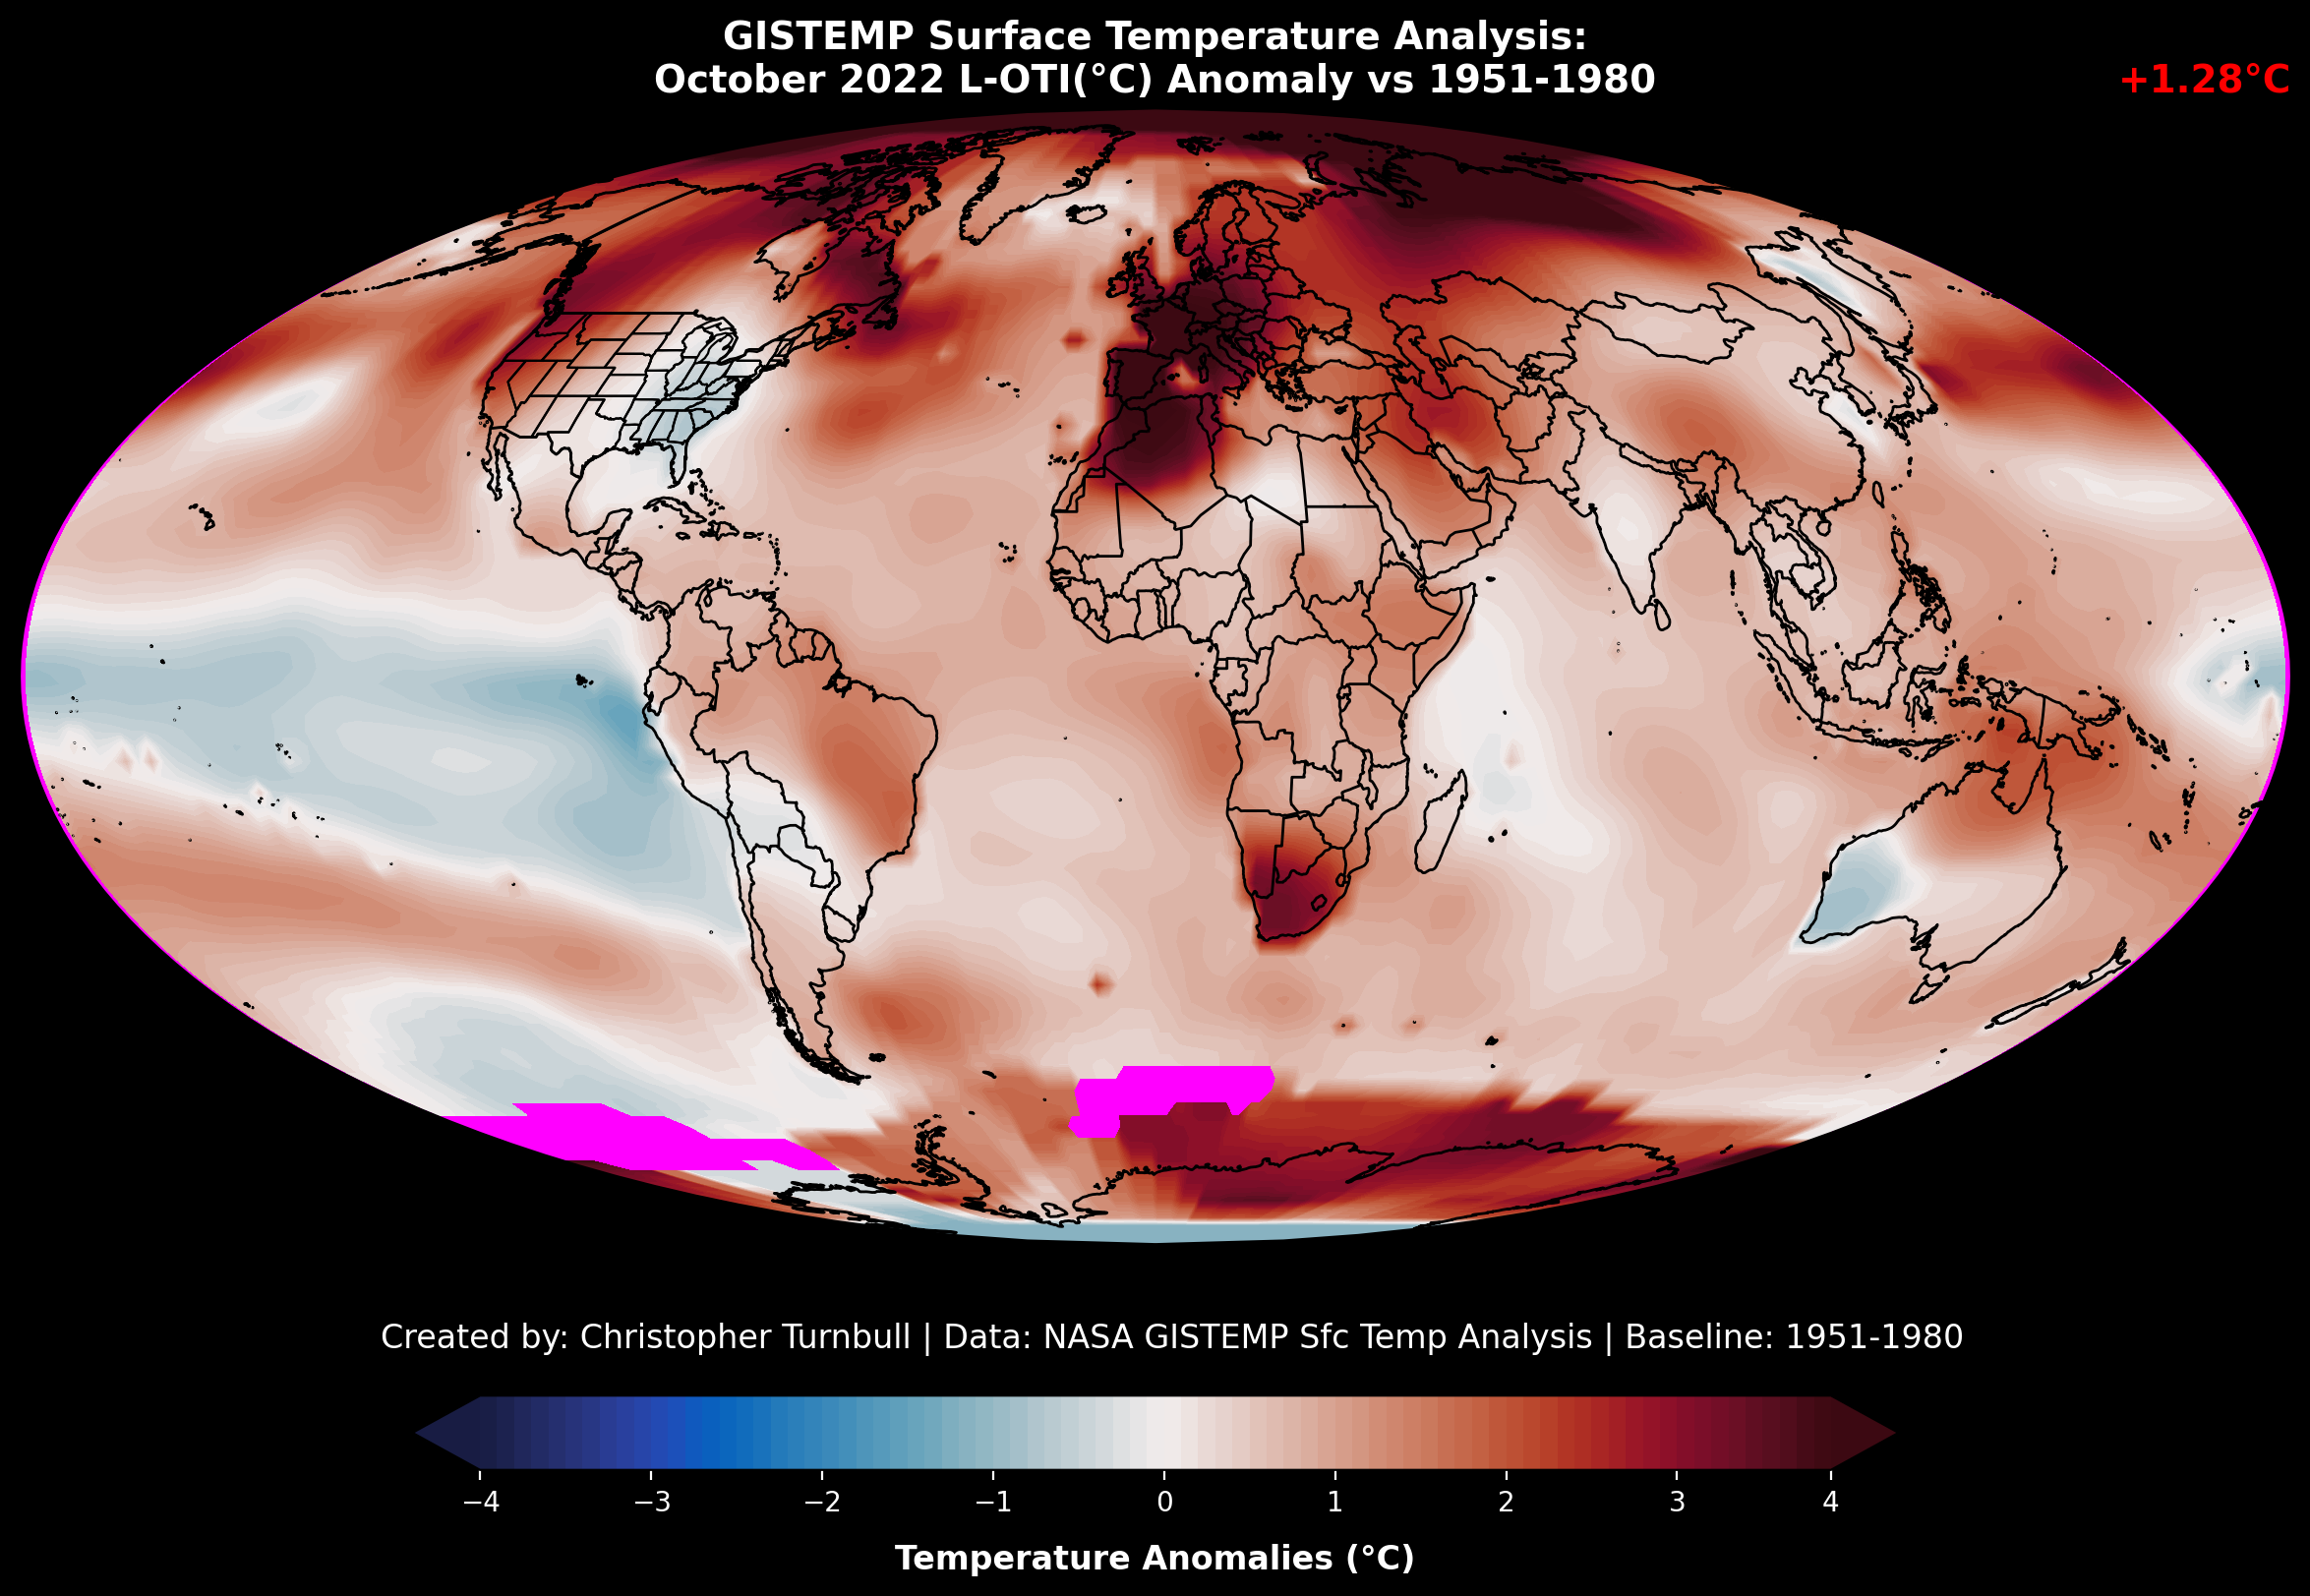 GISTEMP Surface Temperature Analysis:
October 2022 L-OTI(°C) Anomaly vs 1951-1980
+1.28°C
Created by: Christopher Turnbull | Data: NASA GISTEMP Sfc Temp Analysis | Baseline: 1951-1980
−4 −3 −2 −1 0 1 2 3 4
Temperature Anomalies (°C)